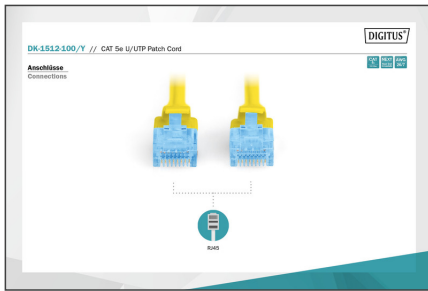 DIGITUS®
DK-1512-100/Y // CAT 5e U/UTP Patch Cord
Anschlüsse
Connections
RJ45